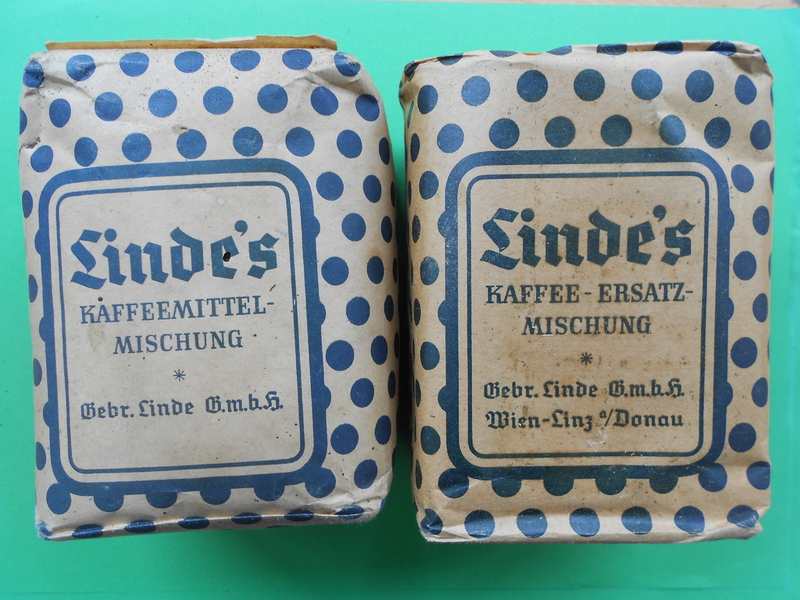 Linde's
KAFFEEMITTEL-
MISCHUNG
*
Gebr. Linde G.m.b.H.
Linde's
KAFFEE-ERSATZ-
MISCHUNG
*
Gebr. Linde G.m.b.H.
Wien-Linz a/Donau